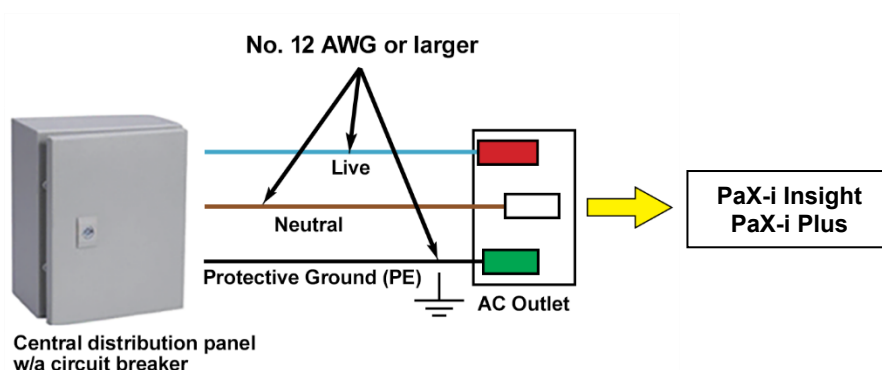 No. 12 AWG or larger
Live
Neutral
Protective Ground (PE)
AC Outlet
PaX-i Insight
PaX-i Plus
Central distribution panel
w/a circuit breaker